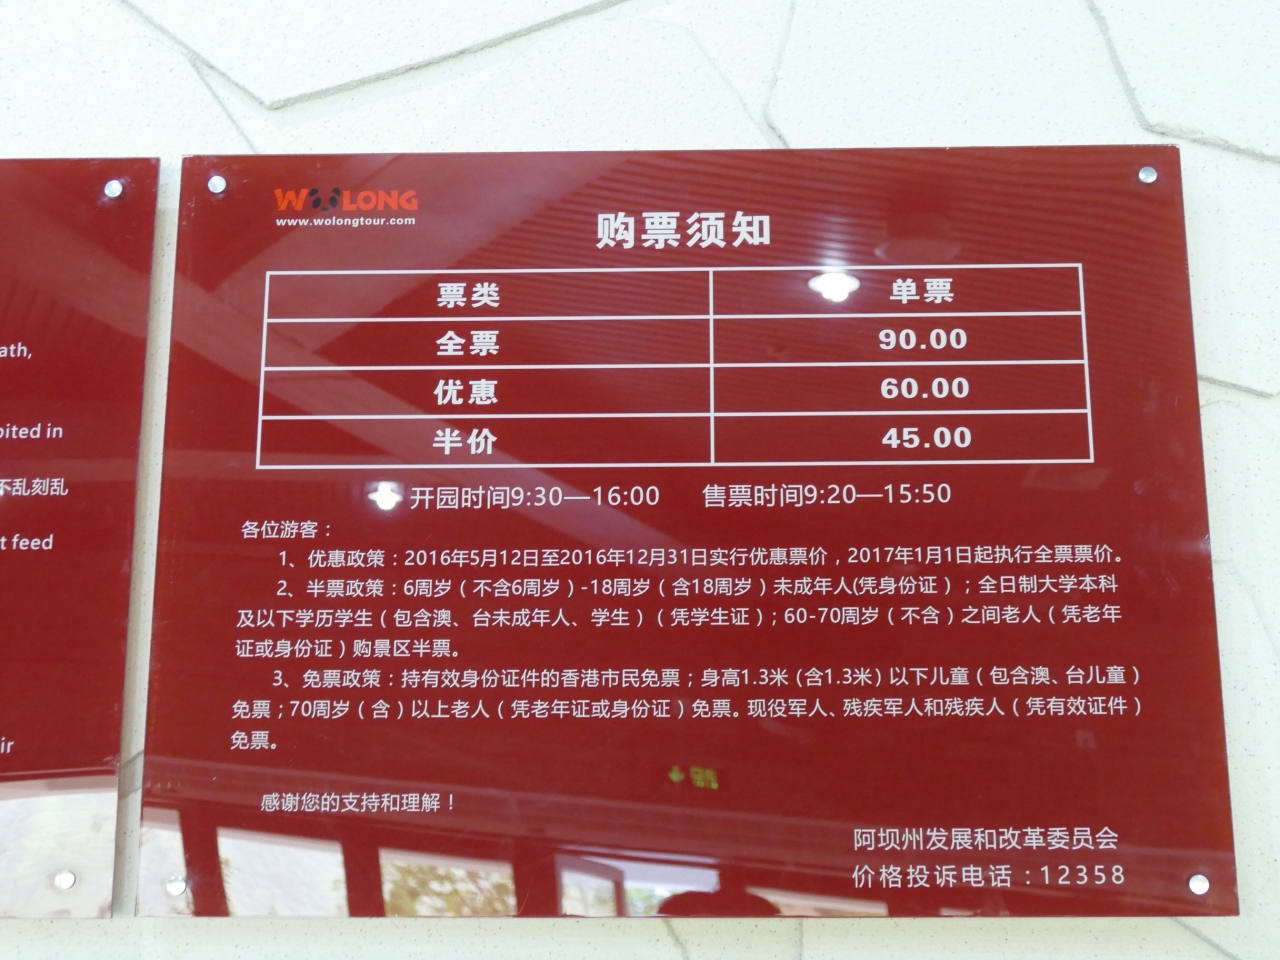 ath,
bited in
不乱刻乱
t feed
ir
WOLONG
www.wolongtour.com
购票须知
票类 单票
全票 90.00
优惠 60.00
半价 45.00
开园时间9:30—16:00 售票时间9:20—15:50
各位游客：
1、优惠政策：2016年5月12日至2016年12月31日实行优惠票价，2017年1月1日起执行全票票价。
2、半票政策：6周岁（不含6周岁）-18周岁（含18周岁）未成年人(凭身份证）；全日制大学本科
及以下学历学生（包含澳、台未成年人、学生）（凭学生证）；60-70周岁（不含）之间老人（凭老年
证或身份证）购景区半票。
3、免票政策：持有效身份证件的香港市民免票；身高1.3米（含1.3米）以下儿童（包含澳、台儿童）
免票；70周岁（含）以上老人（凭老年证或身份证）免票。现役军人、残疾军人和残疾人（凭有效证件）
免票。
感谢您的支持和理解！
阿坝州发展和改革委员会
价格投诉电话：12358